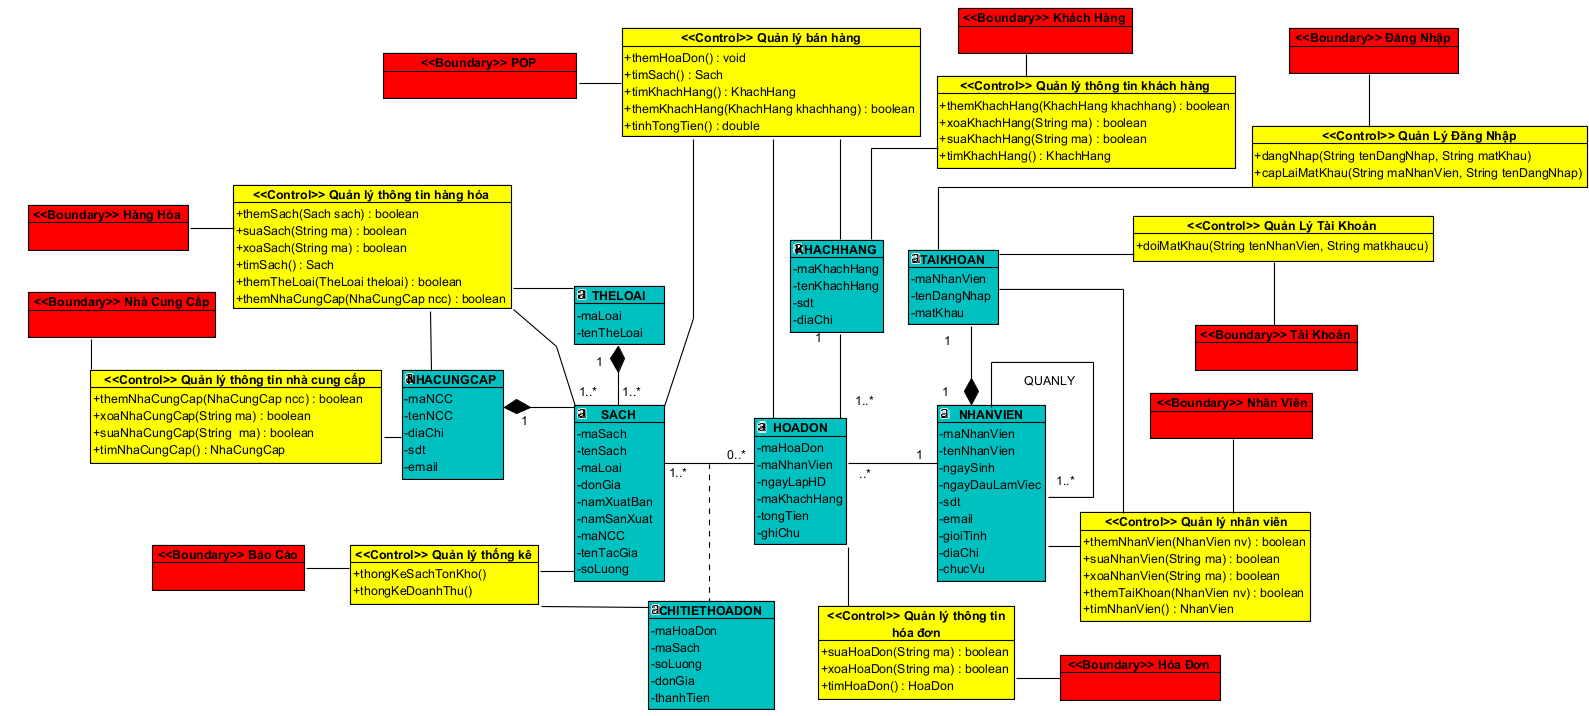 <<Boundary>> Khách Hàng
<<Boundary>> POP
<<Control>> Quản lý bán hàng
+themHoaDon() : void
+timSach() : Sach
+timKhachHang() : KhachHang
+themKhachHang(KhachHang khachhang) : boolean
+tinhTongTien() : double
<<Boundary>> Đăng Nhập
<<Control>> Quản lý thông tin khách hàng
+themKhachHang(KhachHang khachhang) : boolean
+xoaKhachHang(String ma) : boolean
+suaKhachHang(String ma) : boolean
+timKhachHang() : KhachHang
<<Control>> Quản Lý Đăng Nhập
+dangNhap(String tenDangNhap, String matKhau)
+capLaiMatKhau(String maNhanVien, String tenDangNhap)
<<Boundary>> Hàng Hóa
<<Control>> Quản lý thông tin hàng hóa
+themSach(Sach sach) : boolean
+suaSach(String ma) : boolean
+xoaSach(String ma) : boolean
+timSach() : Sach
+themTheLoai(TheLoai theloai) : boolean
+themNhaCungCap(NhaCungCap ncc) : boolean
a
KHACHHANG
-maKhachHang
-tenKhachHang
-sdt
-diaChi
1
a TAIKHOAN
-maNhanVien
-tenDangNhap
-matKhau
1
<<Control>> Quản Lý Tài Khoản
+doiMatKhau(String tenNhanVien, String matkhaucu)
<<Boundary>> Nhà Cung Cấp
a THELOAI
-maLoai
-tenTheLoai
1
<<Boundary>> Tài Khoản
<<Control>> Quản lý thông tin nhà cung cấp
+themNhaCungCap(NhaCungCap ncc) : boolean
+xoaNhaCungCap(String ma) : boolean
+suaNhaCungCap(String  ma) : boolean
+timNhaCungCap() : NhaCungCap
a
NHACUNGCAP
-maNCC
-tenNCC
-diaChi
-sdt
-email
1
1..*
1..*
a SACH
-maSach
-tenSach
-maLoai
-donGia
-namXuatBan
-namSanXuat
-maNCC
-tenTacGia
-soLuong
1..*
0..*
1..*
a HOADON
-maHoaDon
-maNhanVien
-ngayLapHD
-maKhachHang
-tongTien
-ghiChu
..*
1
1
a NHANVIEN
-maNhanVien
-tenNhanVien
-ngaySinh
-ngayDauLamViec
-sdt
-email
-gioiTinh
-diaChi
-chucVu
QUANLY
1..*
<<Boundary>> Nhân Viên
<<Control>> Quản lý nhân viên
+themNhanVien(NhanVien nv) : boolean
+suaNhanVien(String ma) : boolean
+xoaNhanVien(String ma) : boolean
+themTaiKhoan(NhanVien nv) : boolean
+timNhanVien() : NhanVien
<<Boundary>> Báo Cáo
<<Control>> Quản lý thống kê
+thongKeSachTonKho()
+thongKeDoanhThu()
a
CHITIETHOADON
-maHoaDon
-maSach
-soLuong
-donGia
-thanhTien
<<Control>> Quản lý thông tin
hóa đơn
+suaHoaDon(String ma) : boolean
+xoaHoaDon(String ma) : boolean
+timHoaDon() : HoaDon
<<Boundary>> Hóa Đơn